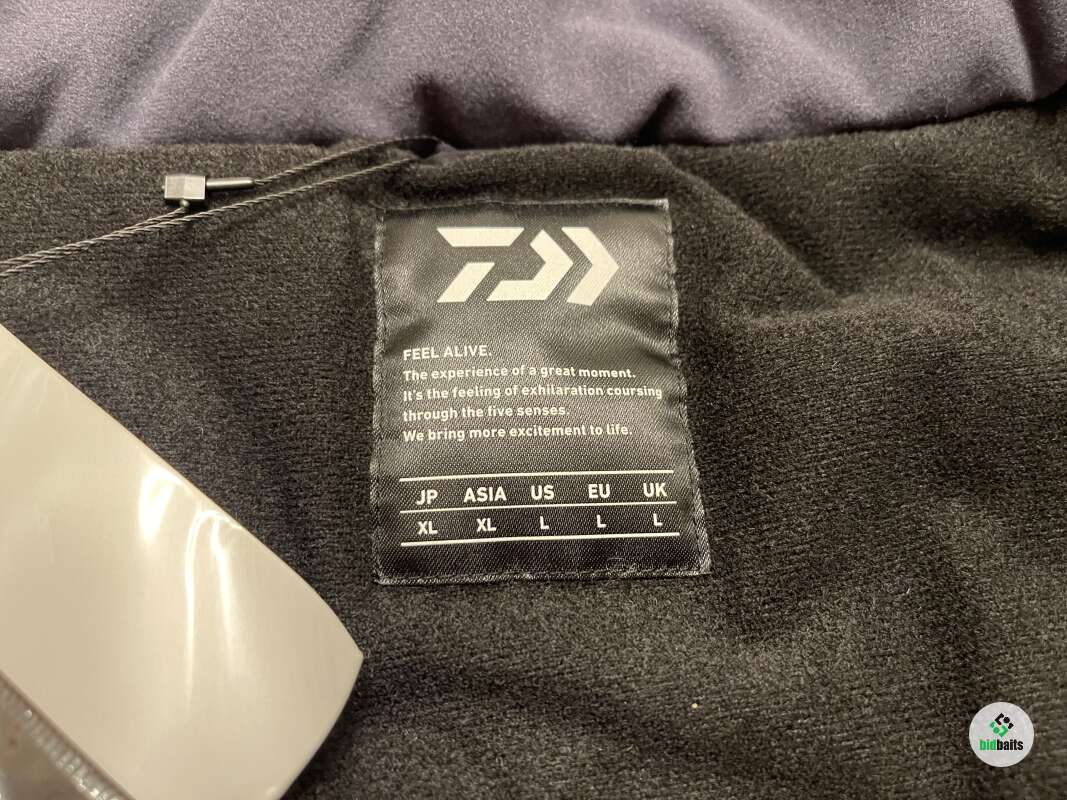 FEEL ALIVE.
The experience of a great moment.
It's the feeling of exhilaration coursing
through the five senses.
We bring more excitement to life.
JP ASIA US EU UK
XL XL L L L
bidbaits